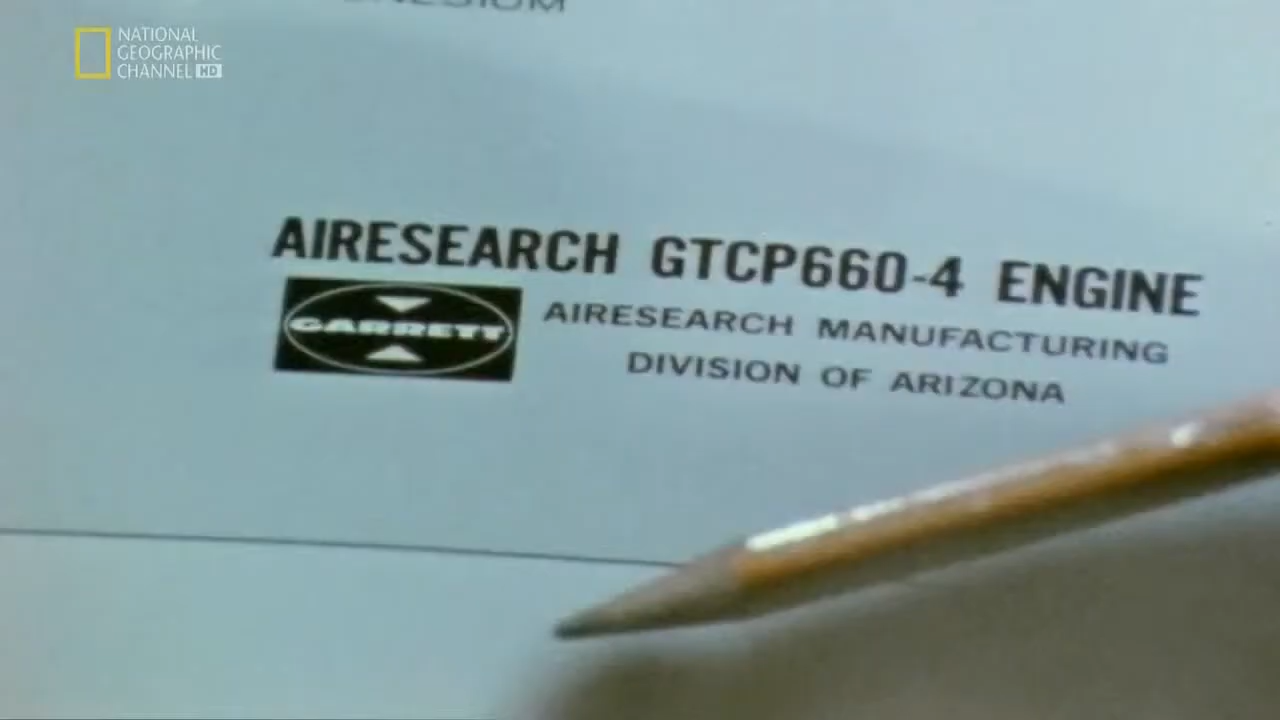 NATIONAL
GEOGRAPHIC
CHANNEL HD
AIRESEARCH GTCP660-4 ENGINE
GARRETT
AIRESEARCH MANUFACTURING
DIVISION OF ARIZONA